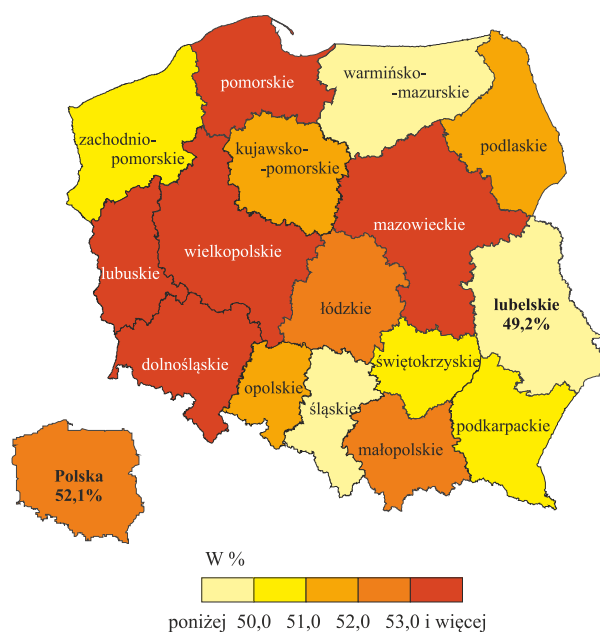 pomorskie
warmińsko-
-mazurskie
zachodnio-
pomorskie
kujawsko-
-pomorskie
podlaskie
mazowieckie
wielkopolskie
lubuskie
łódzkie
lubelskie
49,2%
dolnośląskie
opolskie
śląskie
świętokrzyskie
małopolskie
podkarpackie
Polska
52,1%
W %
poniżej 50,0 51,0 52,0 53,0 i więcej